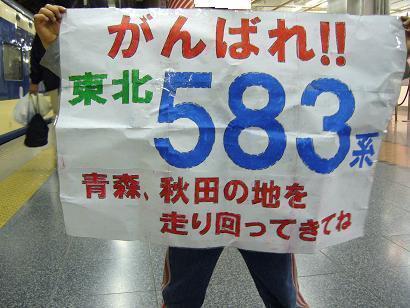 がんばれ!!
東北583系
青森、秋田の地を
走り回ってきてね